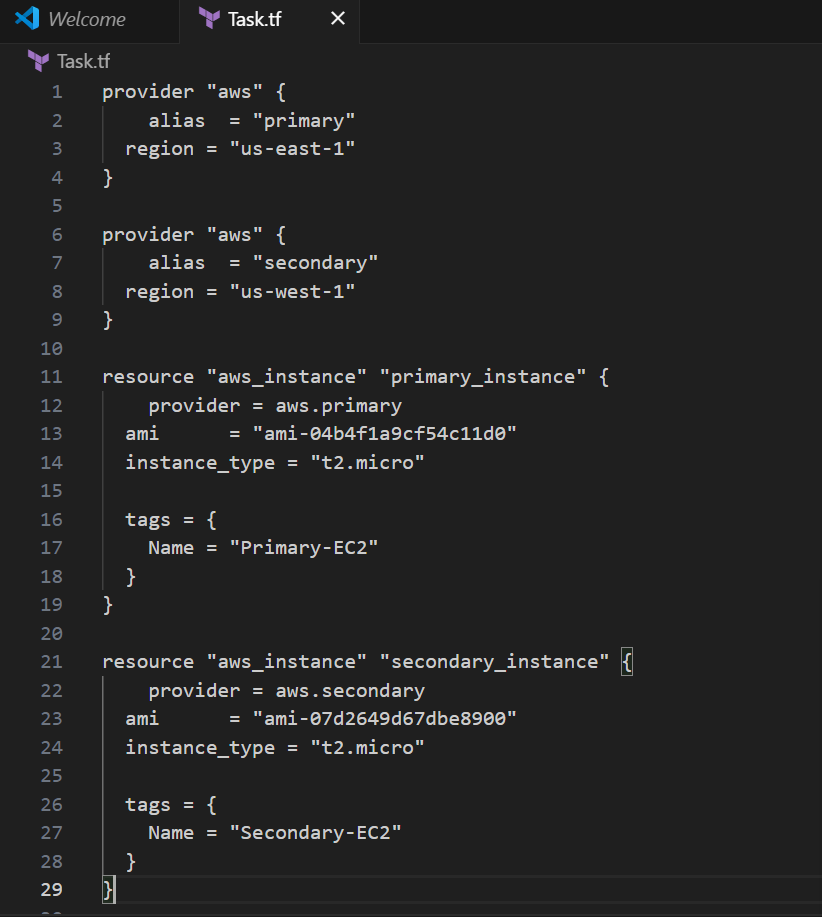 Welcome
Task.tf
Task.tf
1 provider "aws" {
2     alias  = "primary"
3   region = "us-east-1"
4 }
5
6 provider "aws" {
7     alias  = "secondary"
8   region = "us-west-1"
9 }
10
11 resource "aws_instance" "primary_instance" {
12     provider = aws.primary
13   ami      = "ami-04b4f1a9cf54c11d0"
14   instance_type = "t2.micro"
15
16   tags = {
17     Name = "Primary-EC2"
18   }
19 }
20
21 resource "aws_instance" "secondary_instance" {
22     provider = aws.secondary
23   ami      = "ami-07d2649d67dbe8900"
24   instance_type = "t2.micro"
25
26   tags = {
27     Name = "Secondary-EC2"
28   }
29 }